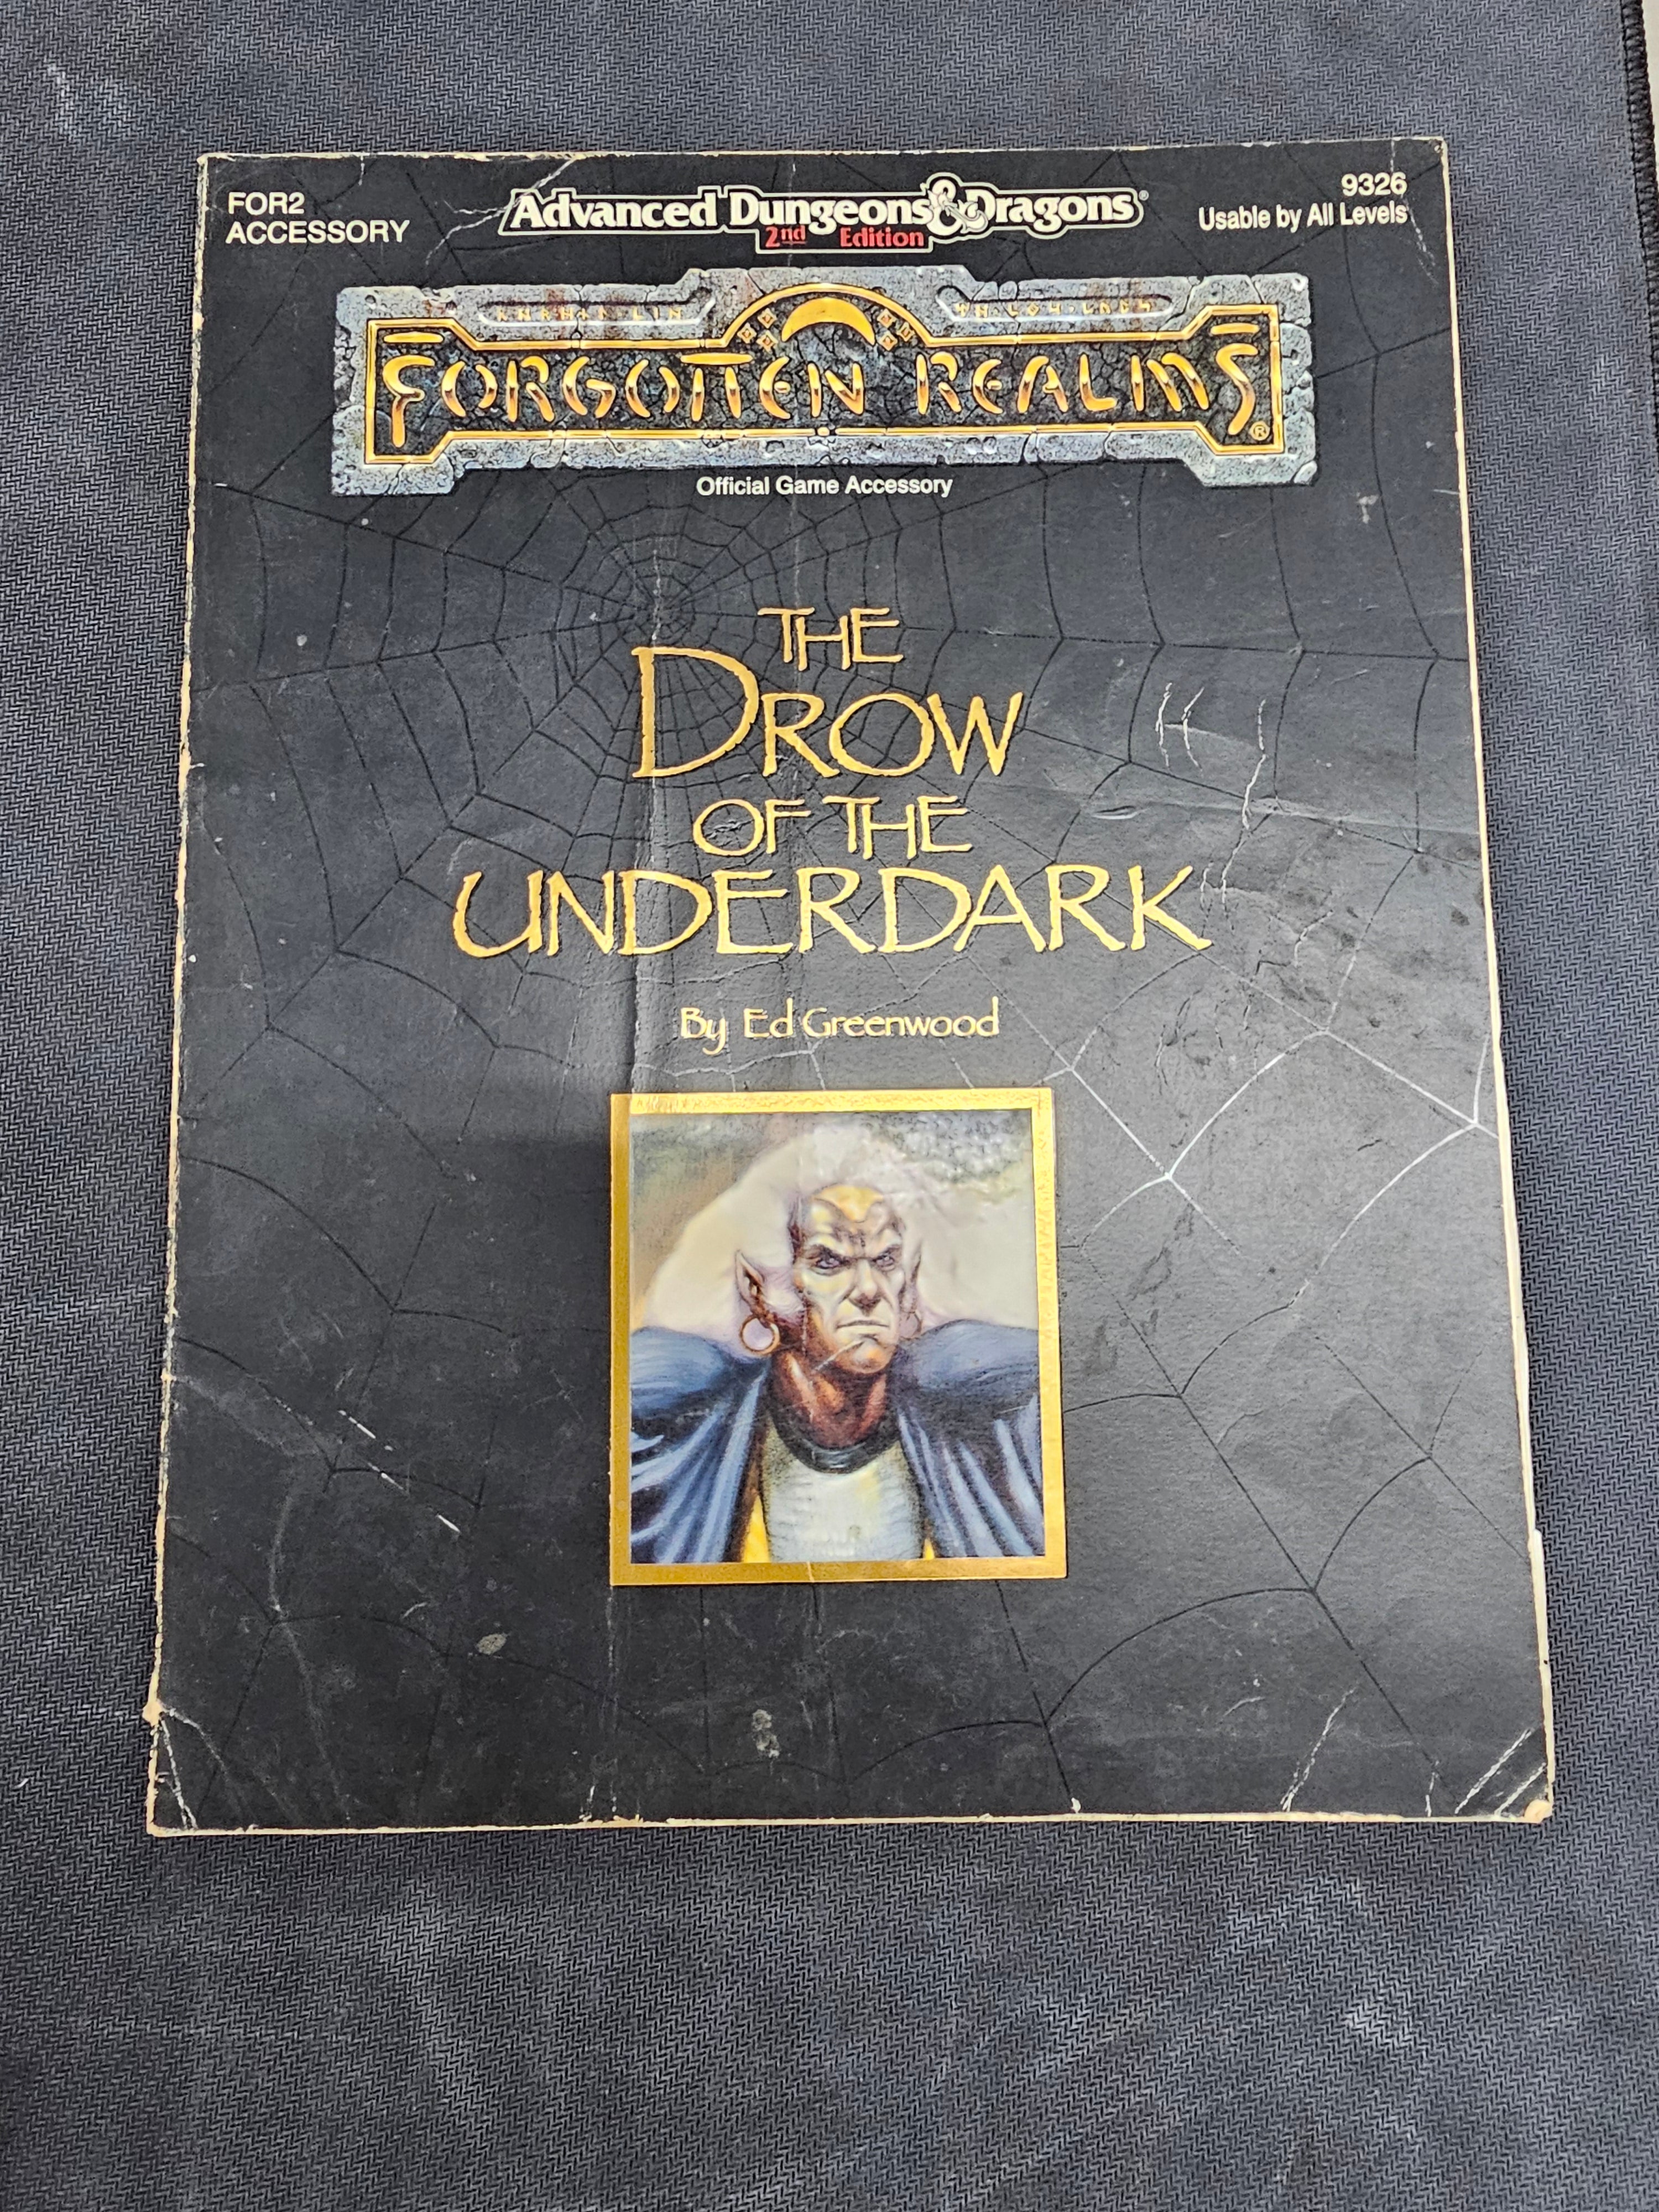 FOR2
ACCESSORY
Advanced Dungeons & Dragons®
2nd Edition
9326
Usable by All Levels
FORGOTTEN REALMS®
Official Game Accessory
THE
DROW
OF THE
UNDERDARK
By Ed Greenwood